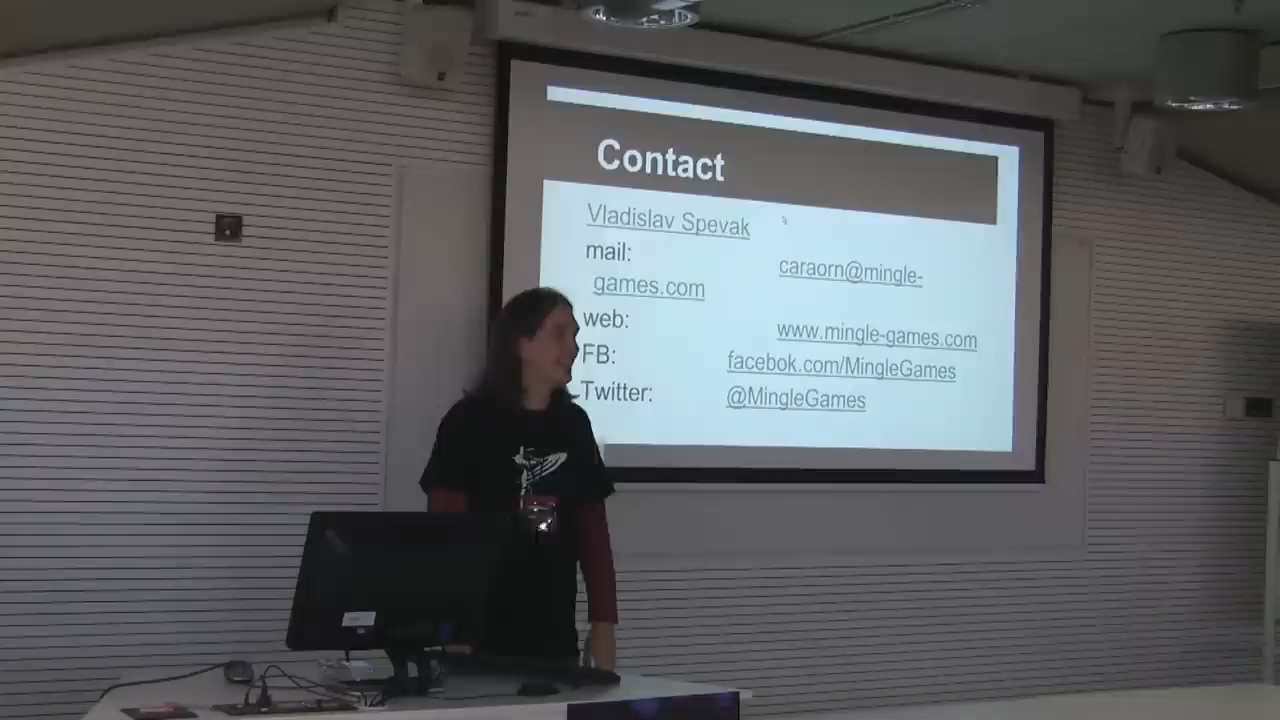 Contact
Vladislav Spevak
mail: caraorn@mingle-
games.com
web: www.mingle-games.com
FB: facebok.com/MingleGames
Twitter: @MingleGames